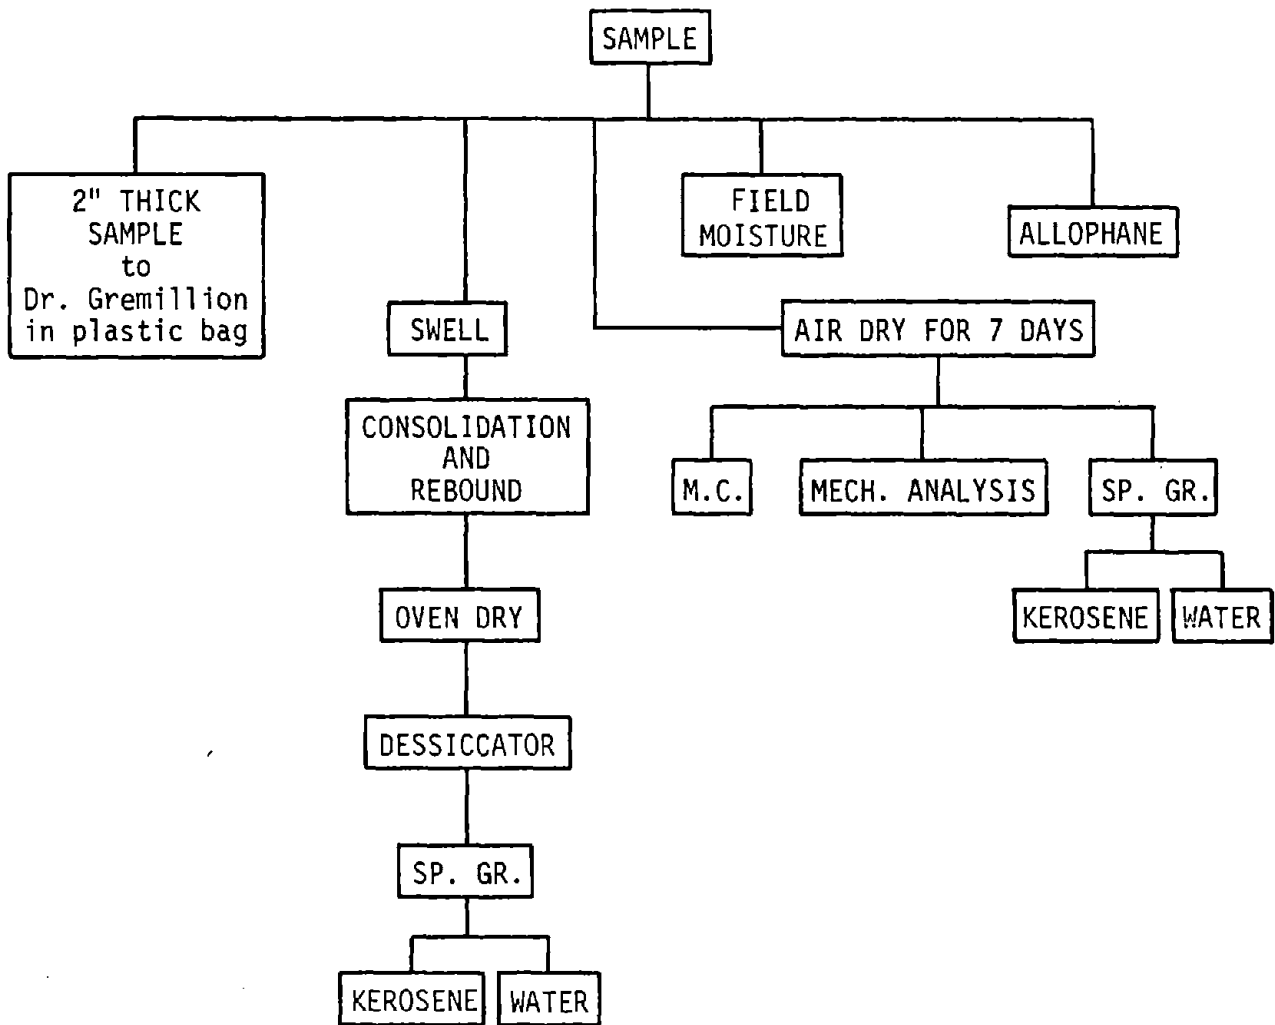 SAMPLE
2" THICK
SAMPLE
to
Dr. Gremillion
in plastic bag
FIELD
MOISTURE
ALLOPHANE
SWELL
AIR DRY FOR 7 DAYS
CONSOLIDATION
AND
REBOUND
M.C.
MECH. ANALYSIS
SP. GR.
OVEN DRY
KEROSENE
WATER
DESSICCATOR
SP. GR.
KEROSENE
WATER